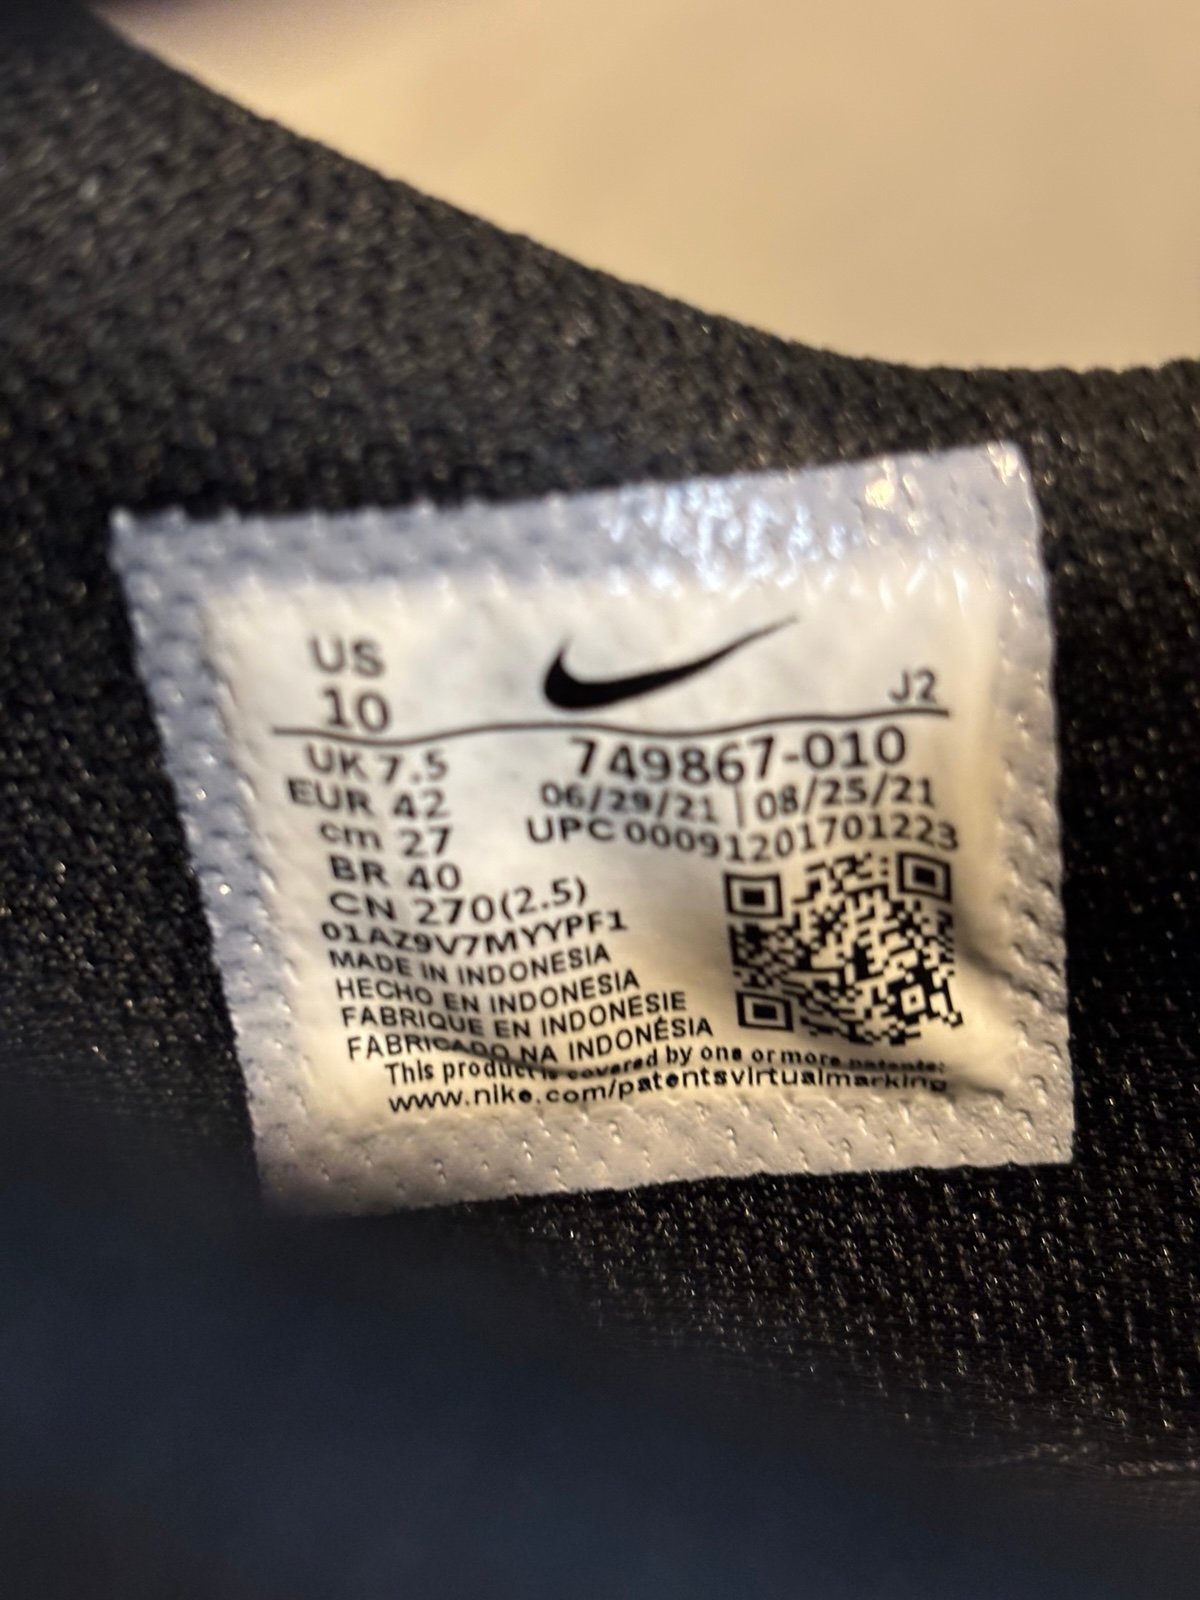 US
10
J2
UK 7.5
749867-010
EUR 42
06/29/21 | 08/25/21
cm 27
UPC 00091201701223
BR 40
CN 270(2.5)
01AZ9V7MYYPF1
MADE IN INDONESIA
HECHO EN INDONESIA
FABRIQUE EN INDONESIE
FABRICADO NA INDONÉSIA
This product is covered by one or more patents:
www.nike.com/patentsvirtualmarking